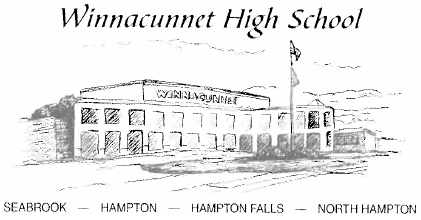 Winnacunnet High School
WINNACUNNET
SEABROOK — HAMPTON — HAMPTON FALLS — NORTH HAMPTON